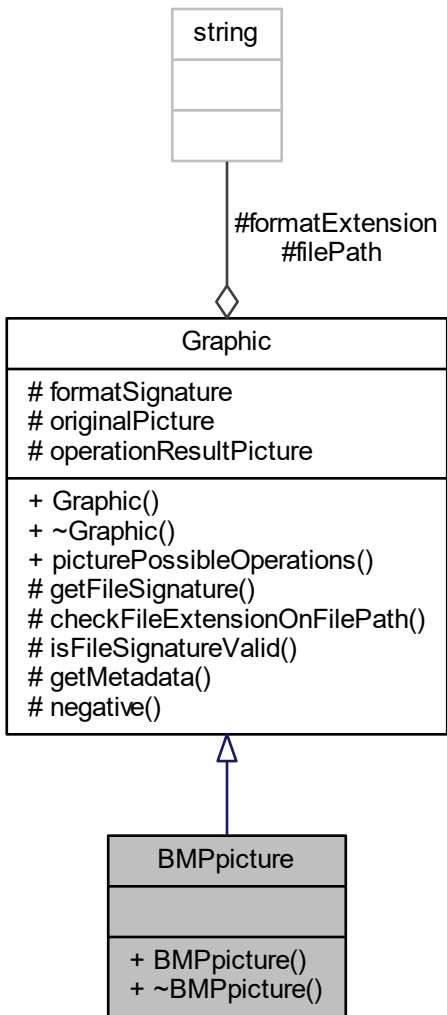 string
#formatExtension
#filePath
Graphic
# formatSignature
# originalPicture
# operationResultPicture
+ Graphic()
+ ~Graphic()
+ picturePossibleOperations()
# getFileSignature()
# checkFileExtensionOnFilePath()
# isFileSignatureValid()
# getMetadata()
# negative()
BMPpicture
+ BMPpicture()
+ ~BMPpicture()